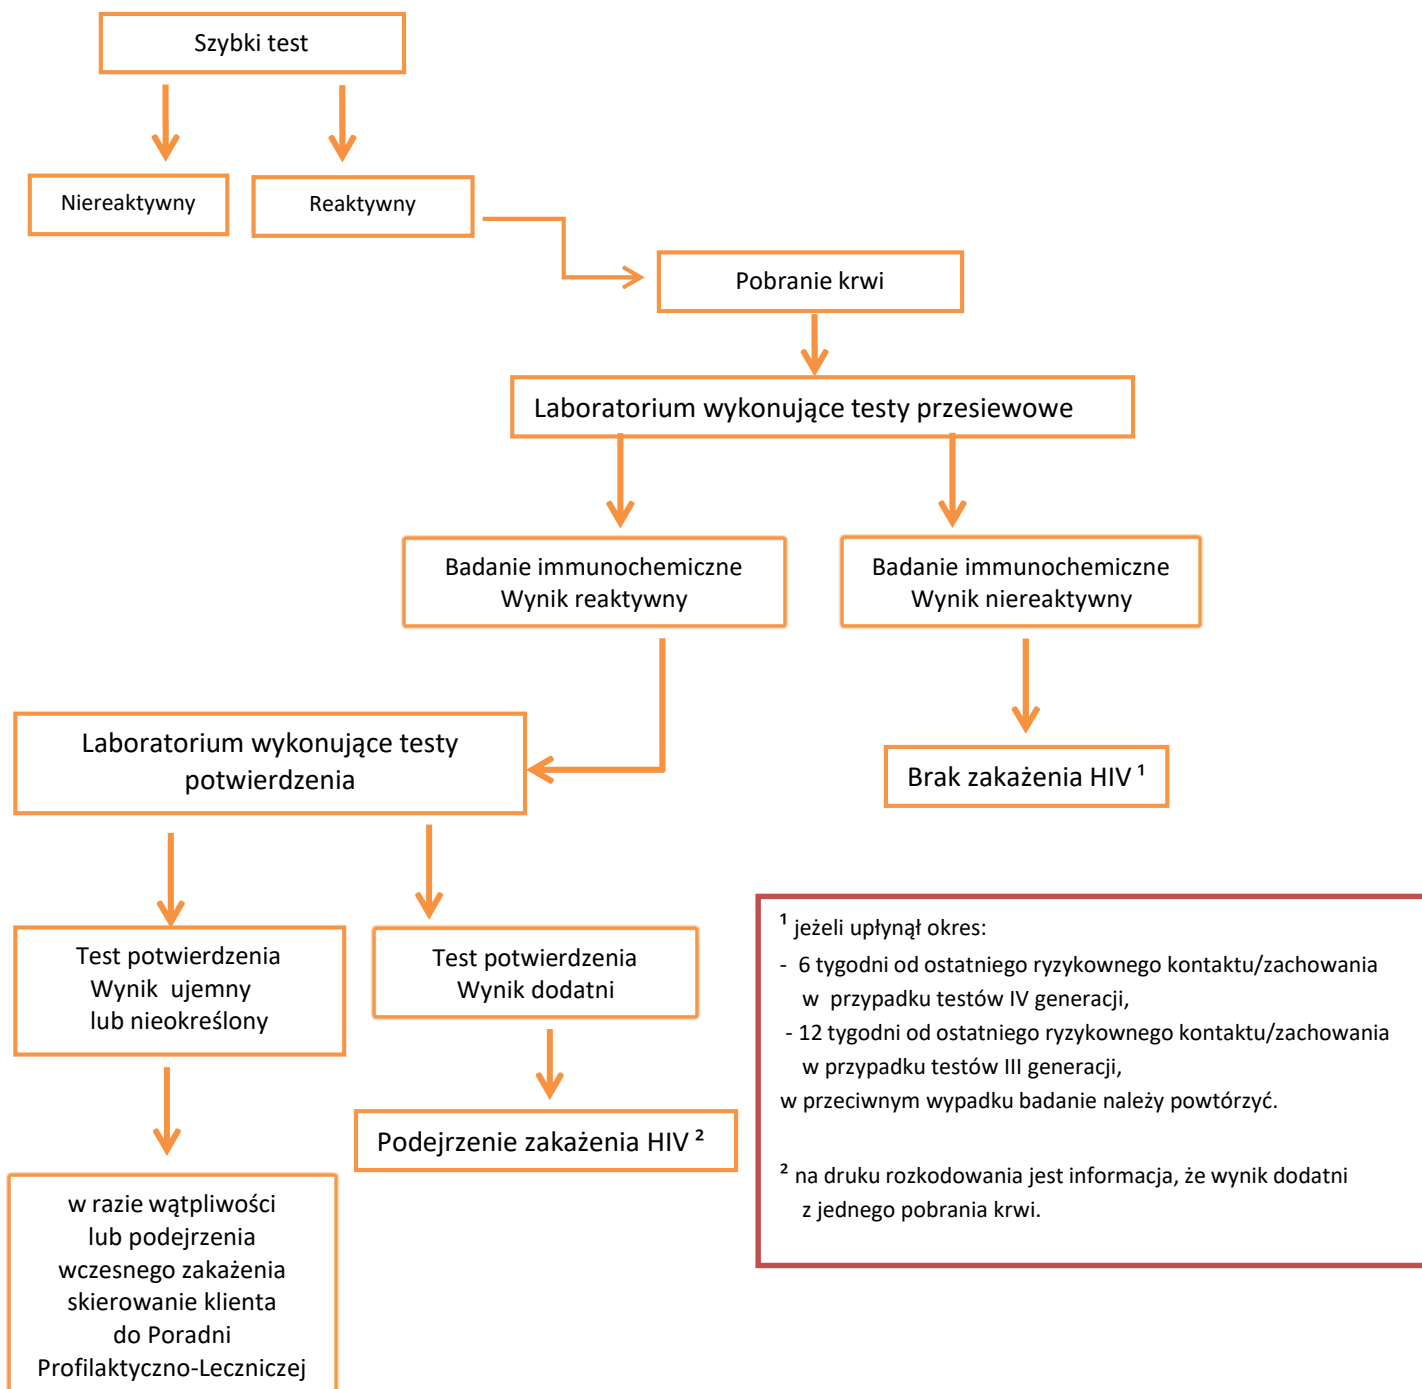 Szybki test
Niereaktywny
Reaktywny
Pobranie krwi
Laboratorium wykonujące testy przesiewowe
Badanie immunochemiczne
Wynik reaktywny
Badanie immunochemiczne
Wynik niereaktywny
Laboratorium wykonujące testy
potwierdzenia
Brak zakażenia HIV ¹
Test potwierdzenia
Wynik ujemny
lub nieokreślony
Test potwierdzenia
Wynik dodatni
Podejrzenie zakażenia HIV ²
w razie wątpliwości
lub podejrzenia
wczesnego zakażenia
skierowanie klienta
do Poradni
Profilaktyczno-Leczniczej
¹ jeżeli upłynął okres:
- 6 tygodni od ostatniego ryzykownego kontaktu/zachowania
w przypadku testów IV generacji,
- 12 tygodni od ostatniego ryzykownego kontaktu/zachowania
w przypadku testów III generacji,
w przeciwnym wypadku badanie należy powtórzyć.
² na druku rozkodowania jest informacja, że wynik dodatni
z jednego pobrania krwi.